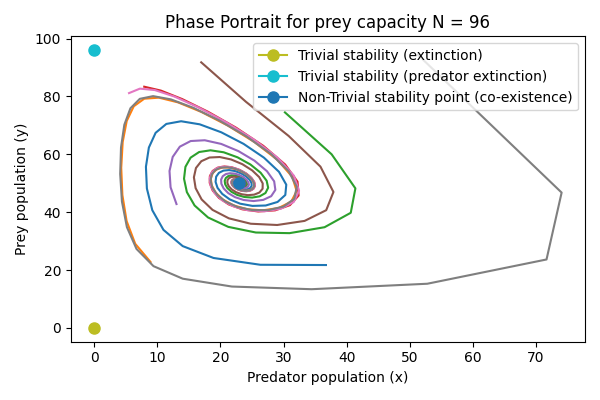 Phase Portrait for prey capacity N = 96
Trivial stability (extinction)
Trivial stability (predator extinction)
Non-Trivial stability point (co-existence)
Prey population (y)
100
80
60
40
20
0
0
10
20
30
40
50
60
70
Predator population (x)